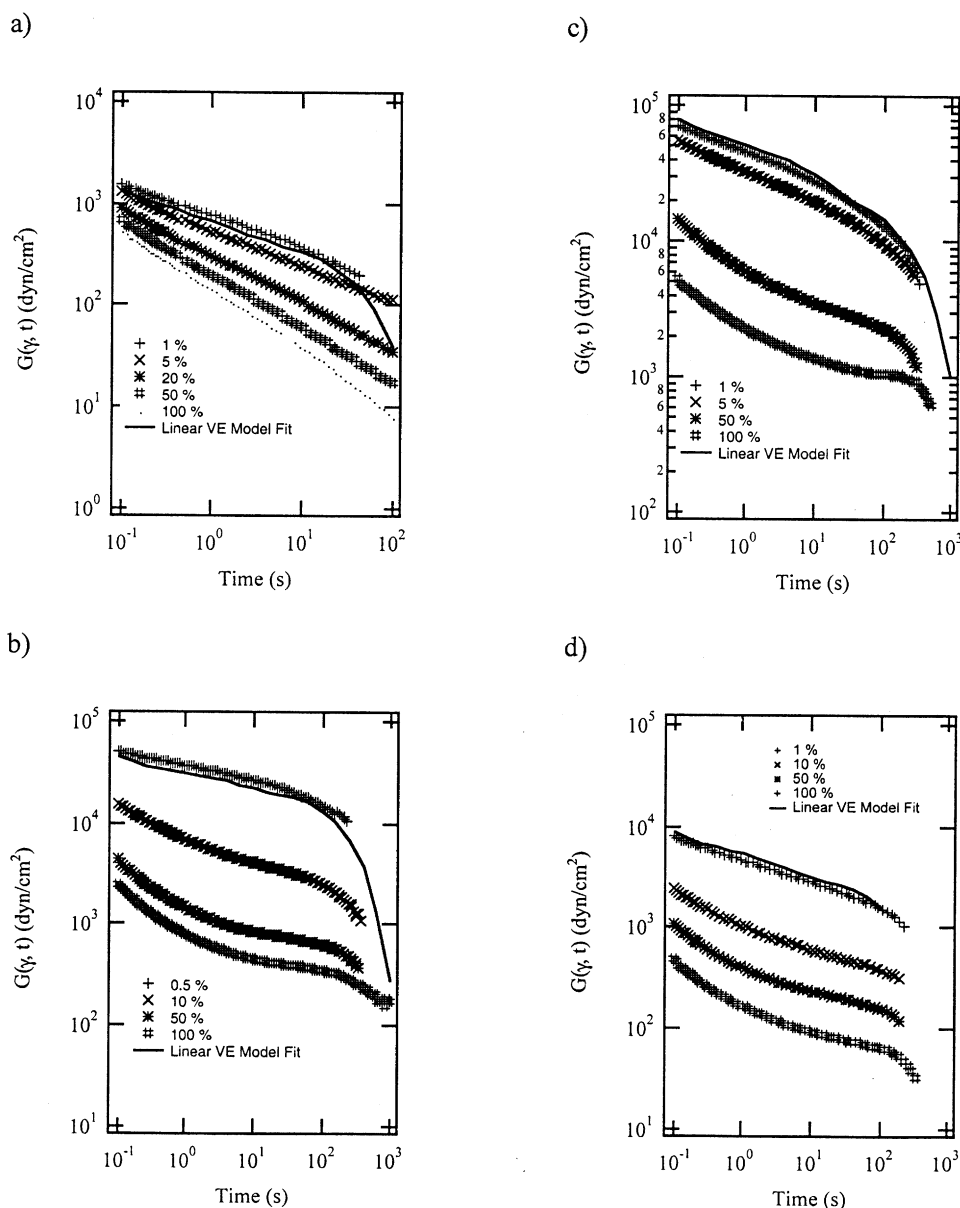 a)
10^4
10^3
10^2
10^1
10^0
G(γ, t) (dyn/cm^2)
+ 1 %
× 5 %
✳ 20 %
# 50 %
. 100 %
Linear VE Model Fit
10^-1 10^0 10^1 10^2
Time (s)
c)
10^5
8
6
4
2
10^4
8
6
4
2
10^3
8
6
4
2
10^2
G(γ, t) (dyn/cm^2)
+ 1 %
× 5 %
✳ 50 %
# 100 %
Linear VE Model Fit
10^-1 10^0 10^1 10^2 10^3
Time (s)
b)
10^5
10^4
10^3
10^2
10^1
G(γ, t) (dyn/cm^2)
+ 0.5 %
× 10 %
✳ 50 %
# 100 %
Linear VE Model Fit
10^-1 10^0 10^1 10^2 10^3
Time (s)
d)
10^5
10^4
10^3
10^2
10^1
G(γ, t) (dyn/cm^2)
+ 1 %
× 10 %
✳ 50 %
+ 100 %
Linear VE Model Fit
10^-1 10^0 10^1 10^2 10^3
Time (s)